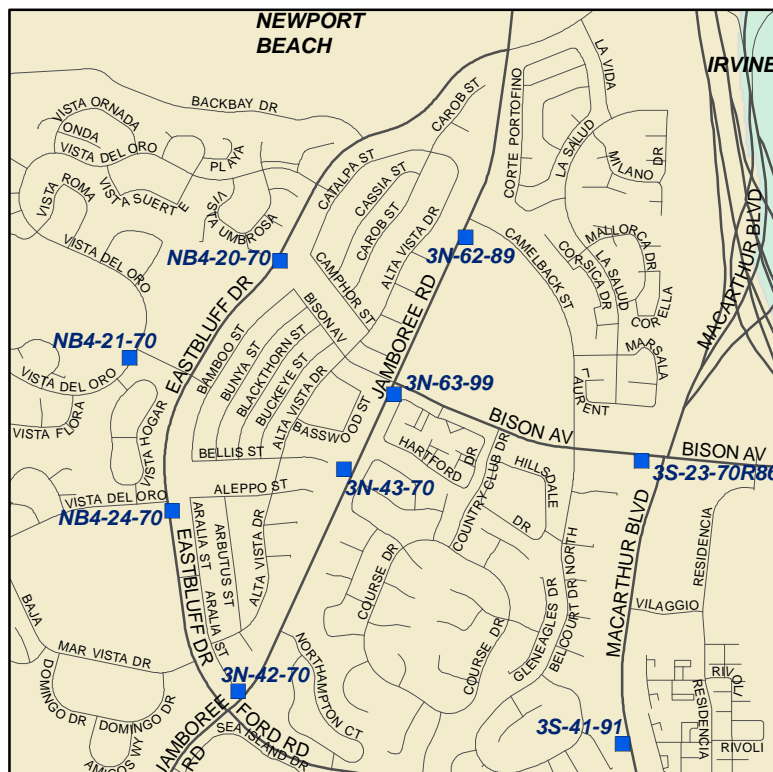 NEWPORT
BEACH
IRVINE
LA VIDA
CAROB ST
BACKBAY DR
VISTA ORNADA
ONDA
VISTA DEL ORO
PLAYA
CORTE PORTOFINO
LA SALUD
MILANO DR
CATALPA ST
CASSIA ST
CAROB ST
VISTA ROMA
VISTA SUERTE
VISTA UMBROSA
ALTA VISTA DR
3N-62-89
CAMELBACK ST
MALLORCA DR
CORSICA DR
LA SALUD
CORELLA
MACARTHUR BLVD
VISTA DEL ORO
NB4-20-70
CAMPHOR ST
BISON AV
JAMBOREE RD
EASTBLUFF DR
NB4-21-70
BAMBOO ST
BUNYA ST
BLACKTHORN ST
BUCKEYE ST
ALTA VISTA DR
BASSWOOD ST
3N-63-99
MARSALA
LAURENT
VISTA DEL ORO
VISTA FLORA
VISTA HOGAR
BISON AV
BISON AV
HARTFORD DR
COUNTRY CLUB DR
HILLSDALE DR
BELLIS ST
3S-23-70R86
3N-43-70
ALEPPO ST
VISTA DEL ORO
NB4-24-70
ARALIA ST
ARBUTUS ST
ARALIA ST
ALTA VISTA DR
EASTBLUFF DR
COURSE DR
COURSE DR
GLENEAGLES DR
BELCOURT DR NORTH
MACARTHUR BLVD
RESIDENCIA
VILAGGIO
BAJA
MAR VISTA DR
DOMINGO DR
DOMINGO DR
AMIGOS WY
3N-42-70
NORTHAMPTON CT
JAMBOREE RD
E FORD RD
SEA ISLAND DR
3S-41-91
RESIDENCIA
RIVOLI
RIVOLI